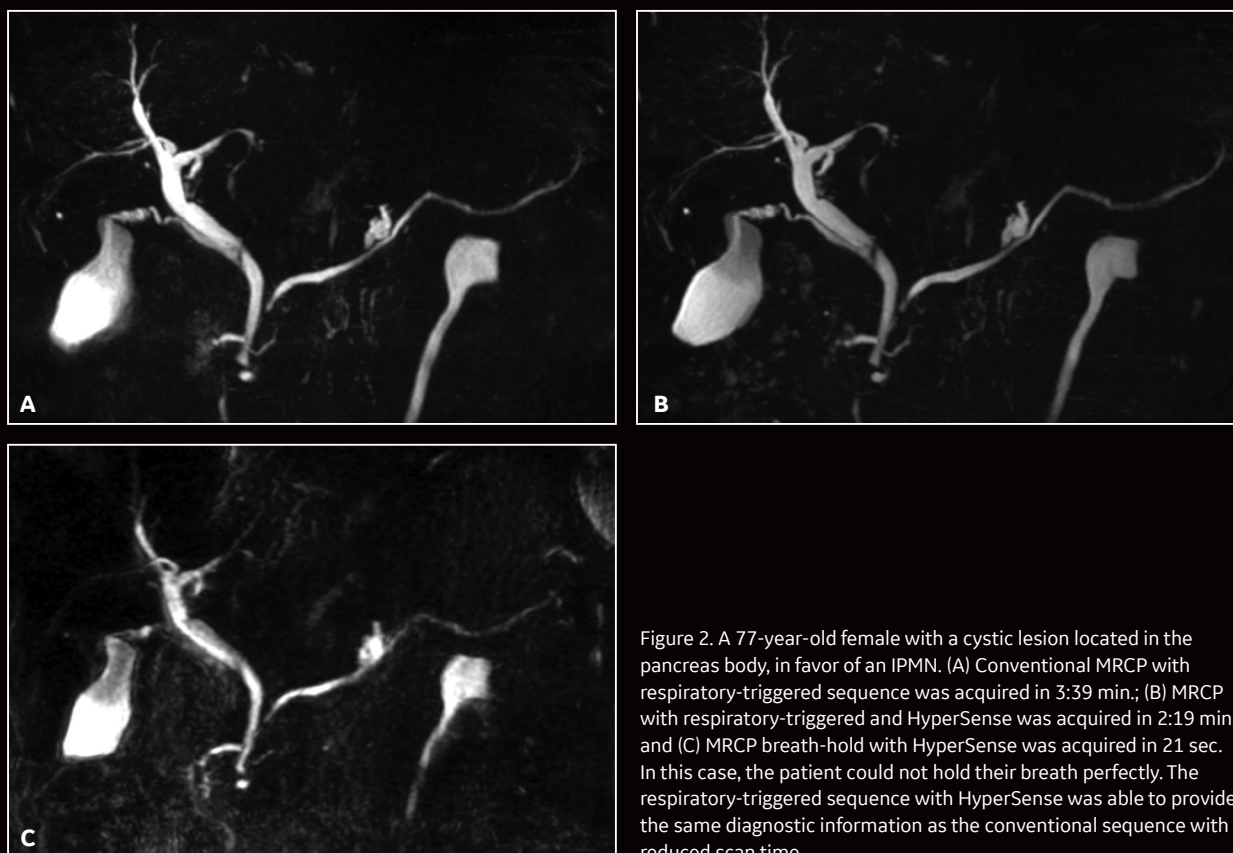 A
B
C
Figure 2. A 77-year-old female with a cystic lesion located in the
pancreas body, in favor of an IPMN. (A) Conventional MRCP with
respiratory-triggered sequence was acquired in 3:39 min.; (B) MRCP
with respiratory-triggered and HyperSense was acquired in 2:19 min
and (C) MRCP breath-hold with HyperSense was acquired in 21 sec.
In this case, the patient could not hold their breath perfectly. The
respiratory-triggered sequence with HyperSense was able to provide
the same diagnostic information as the conventional sequence with
reduced scan time